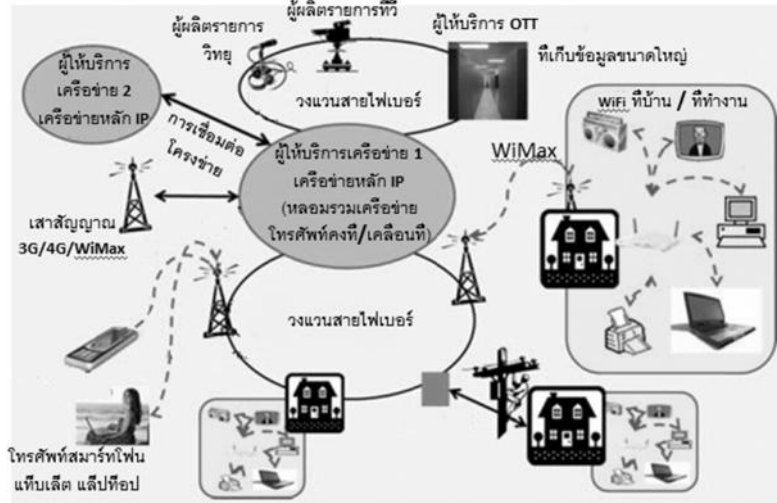 ผู้ผลิตรายการทีวี
ผู้ผลิตรายการ
วิทยุ
ผู้ให้บริการ OTT
ที่เก็บข้อมูลขนาดใหญ่
ผู้ให้บริการ
เครือข่าย 2
เครือข่ายหลัก IP
วงแวนสายไฟเบอร์
การเชื่อมต่อ
โครงข่าย
ผู้ให้บริการเครือข่าย 1
เครือข่ายหลัก IP
(หลอมรวมเครือข่าย
โทรศัพท์คงที่/เคลื่อนที่)
WiMax
WiFi ที่บ้าน / ที่ทำงาน
เสาสัญญาณ
3G/4G/WiMax
วงแวนสายไฟเบอร์
โทรศัพท์สมาร์ทโฟน
แท็บเล็ต แล็ปท็อป